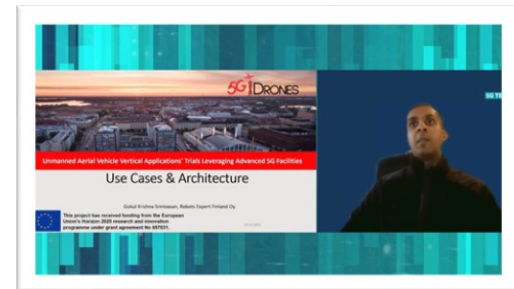 5G DRONES
5G TE
Unmanned Aerial Vehicle Vertical Applications' Trials Leveraging Advanced 5G Facilities
Use Cases & Architecture
Gokul Krishna Srinivasan, Robots Expert Finland Oy
This project has received funding from the European
Union's Horizon 2020 research and innovation
programme under grant agreement No 857031.